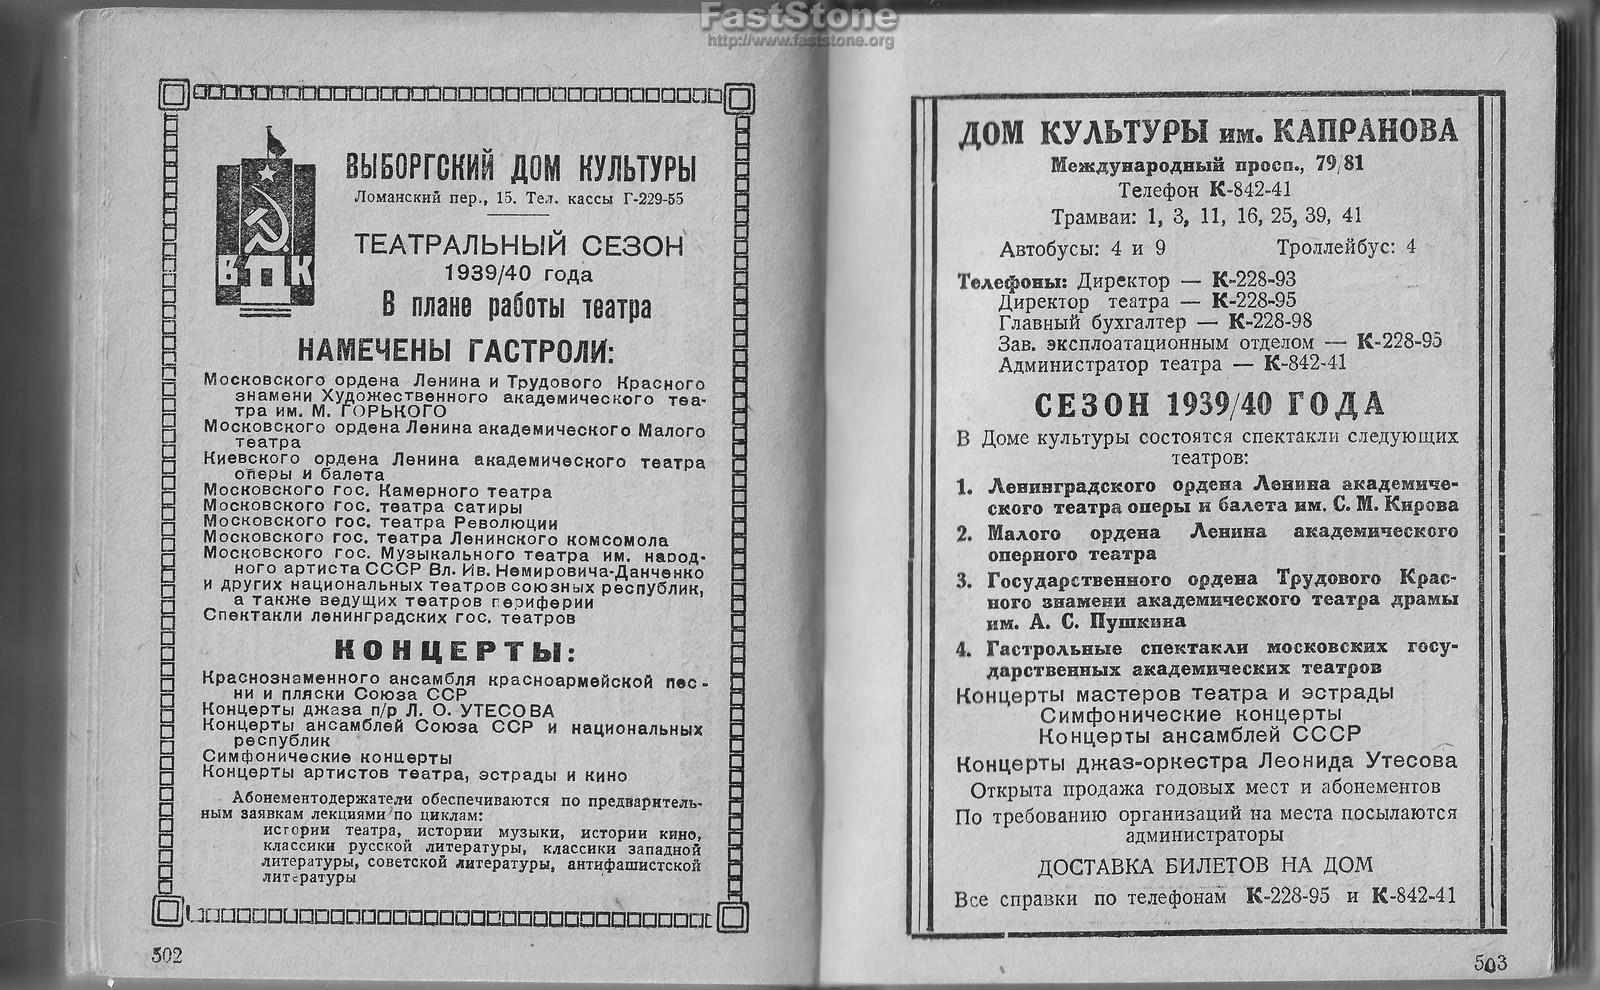 FastStone
http://www.faststone.org
ВДК
ВЫБОРГСКИЙ ДОМ КУЛЬТУРЫ
Ломанский пер., 15. Тел. кассы Г-229-55
ТЕАТРАЛЬНЫЙ СЕЗОН
1939/40 года
В плане работы театра
НАМЕЧЕНЫ ГАСТРОЛИ:
Московского ордена Ленина и Трудового Красного
знамени Художественного академического теа-
тра им. М. ГОРЬКОГО
Московского ордена Ленина академического Малого
театра
Киевского ордена Ленина академического театра
оперы и балета
Московского гос. Камерного театра
Московского гос. театра сатиры
Московского гос. театра Революции
Московского гос. театра Ленинского комсомола
Московского гос. Музыкального театра им. народ-
ного артиста СССР Вл. Ив. Немировича-Данченко
и других национальных театров союзных республик,
а также ведущих театров периферии
Спектакли ленинградских гос. театров
КОНЦЕРТЫ:
Краснознаменного ансамбля красноармейской пес-
ни и пляски Союза ССР
Концерты джаза п/р Л. О. УТЕСОВА
Концерты ансамблей Союза ССР и национальных
республик
Симфонические концерты
Концерты артистов театра, эстрады и кино
Абонементодержатели обеспечиваются по предваритель-
ным заявкам лекциями по циклам:
истории театра, истории музыки, истории кино,
классики русской литературы, классики западной
литературы, советской литературы, антифашистской
литературы
502
ДОМ КУЛЬТУРЫ им. КАПРАНОВА
Международный просп., 79/81
Телефон К-842-41
Трамваи: 1, 3, 11, 16, 25, 39, 41
Автобусы: 4 и 9 Троллейбус: 4
Телефоны: Директор — К-228-93
Директор театра — К-228-95
Главный бухгалтер — К-228-98
Зав. эксплоатационным отделом — К-228-95
Администратор театра — К-842-41
СЕЗОН 1939/40 ГОДА
В Доме культуры состоятся спектакли следующих
театров:
1. Ленинградского ордена Ленина академиче-
ского театра оперы и балета им. С. М. Кирова
2. Малого ордена Ленина академического
оперного театра
3. Государственного ордена Трудового Крас-
ного знамени академического театра драмы
им. А. С. Пушкина
4. Гастрольные спектакли московских госу-
дарственных академических театров
Концерты мастеров театра и эстрады
Симфонические концерты
Концерты ансамблей СССР
Концерты джаз-оркестра Леонида Утесова
Открыта продажа годовых мест и абонементов
По требованию организаций на места посылаются
администраторы
ДОСТАВКА БИЛЕТОВ НА ДОМ
Все справки по телефонам К-228-95 и К-842-41
503